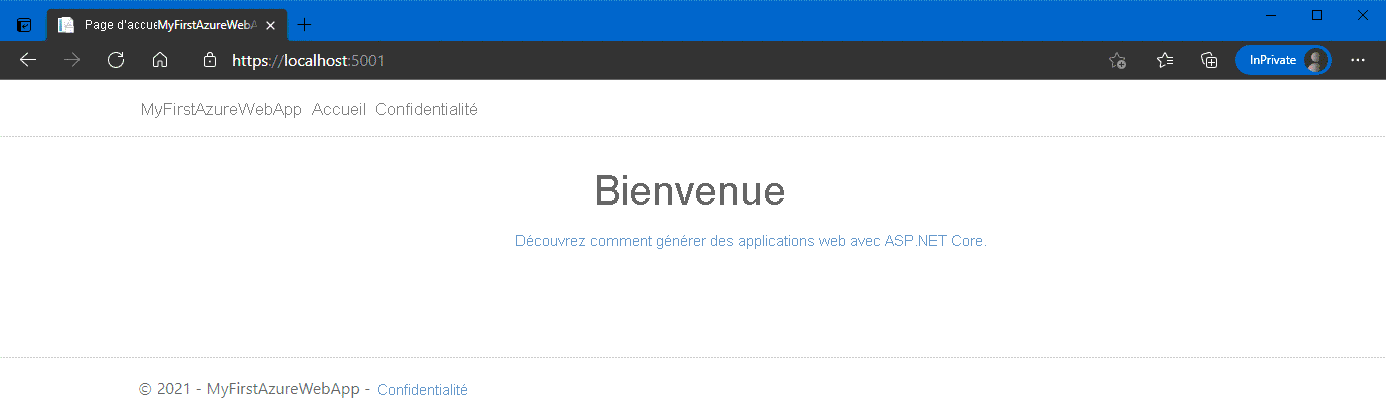 Page d'accueMyFirstAzureWebA
https://localhost:5001
InPrivate
MyFirstAzureWebApp Accueil Confidentialité
Bienvenue
Découvrez comment générer des applications web avec ASP.NET Core.
© 2021 - MyFirstAzureWebApp - Confidentialité